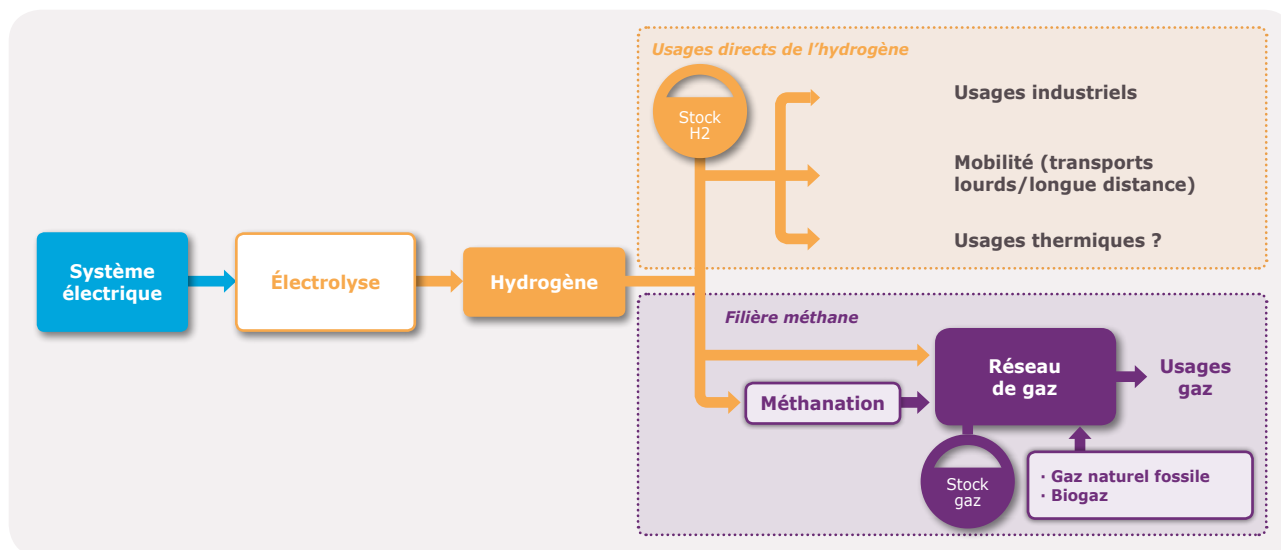 Usages directs de l’hydrogène
Stock
H2
Usages industriels
Mobilité (transports
lourds/longue distance)
Usages thermiques ?
Système
électrique
Électrolyse
Hydrogène
Filière méthane
Méthanation
Réseau
de gaz
Usages
gaz
Stock
gaz
· Gaz naturel fossile
· Biogaz